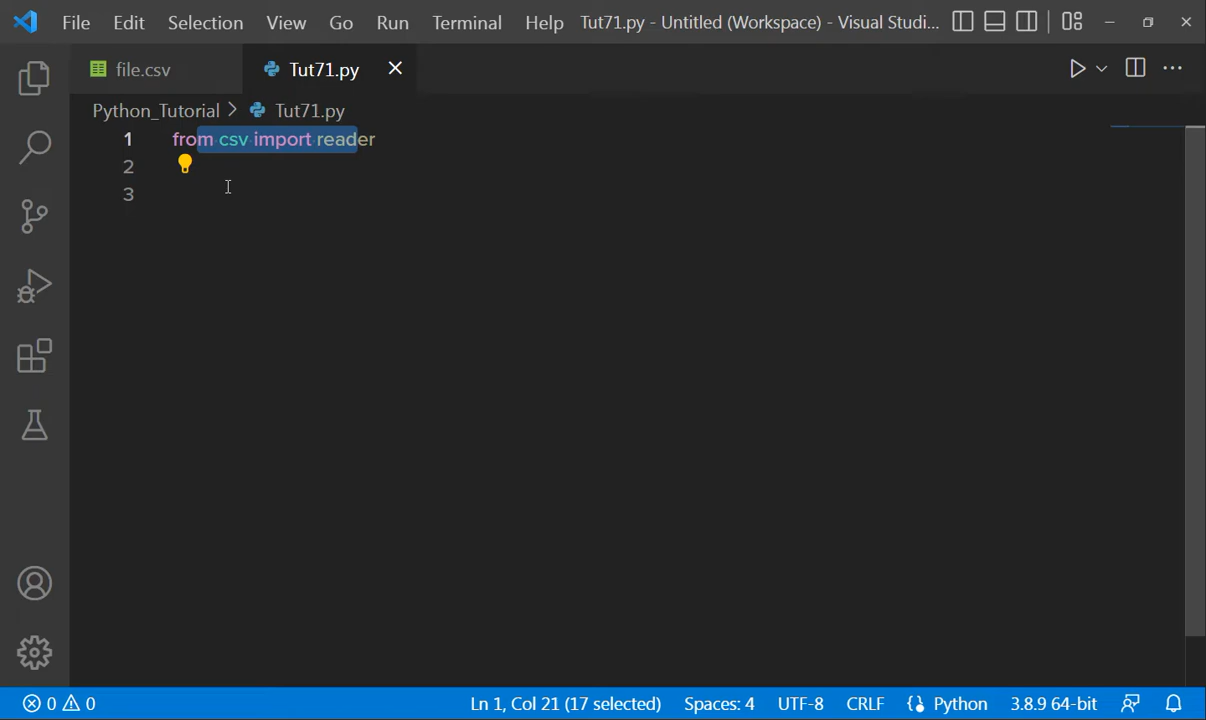 File Edit Selection View Go Run Terminal Help Tut71.py - Untitled (Workspace) - Visual Studi...
file.csv Tut71.py
Python_Tutorial > Tut71.py
1 from csv import reader
2
3
0 0 Ln 1, Col 21 (17 selected) Spaces: 4 UTF-8 CRLF Python 3.8.9 64-bit